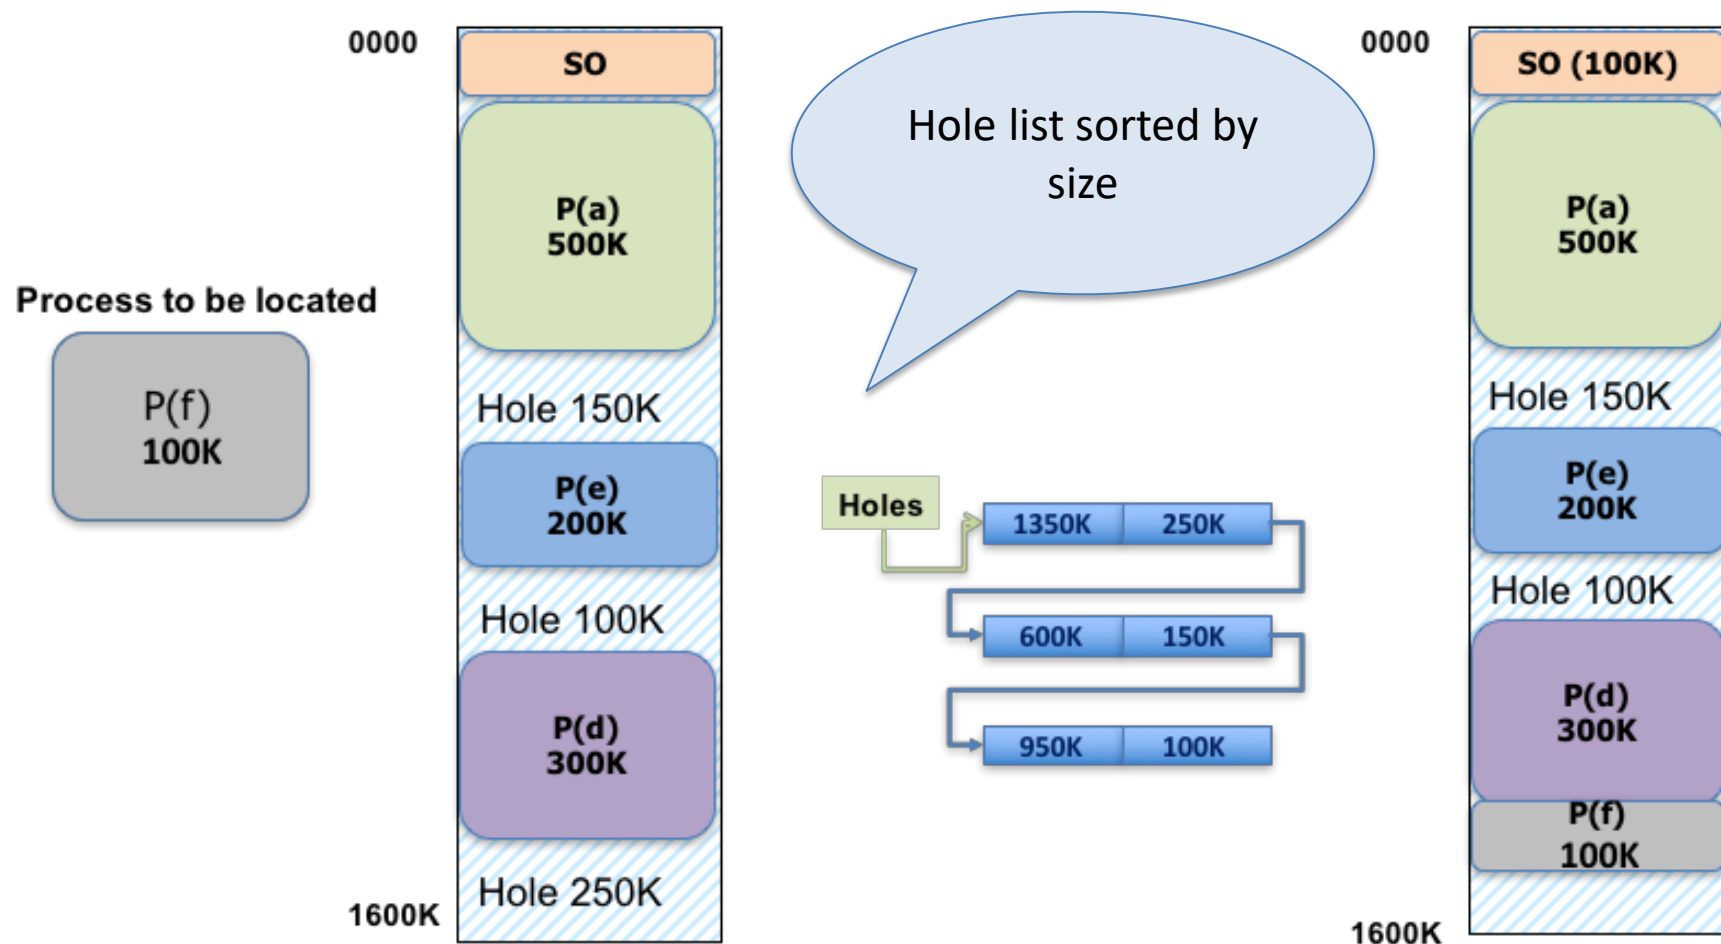 0000
SO
P(a)
500K
Process to be located
P(f)
100K
Hole 150K
P(e)
200K
Hole 100K
P(d)
300K
Hole 250K
1600K
Hole list sorted by
size
Holes
1350K 250K
600K 150K
950K 100K
0000
SO (100K)
P(a)
500K
Hole 150K
P(e)
200K
Hole 100K
P(d)
300K
P(f)
100K
1600K